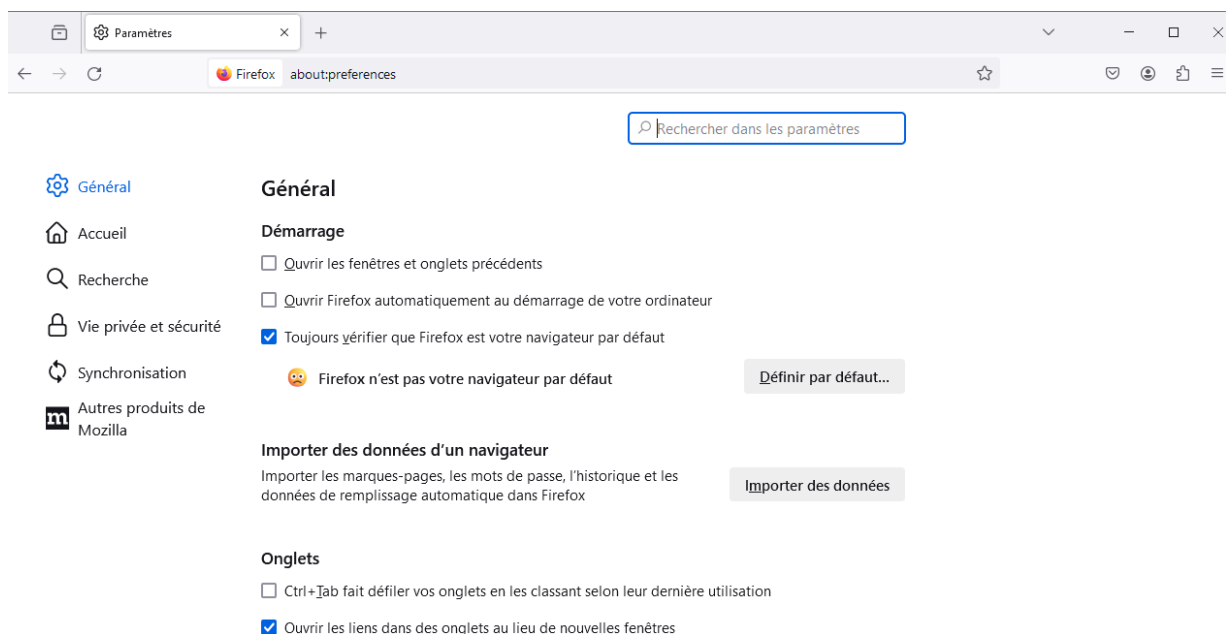 Paramètres
Firefox about:preferences
Rechercher dans les paramètres
Général
Accueil
Recherche
Vie privée et sécurité
Synchronisation
m
Autres produits de
Mozilla
Général
Démarrage
Ouvrir les fenêtres et onglets précédents
Ouvrir Firefox automatiquement au démarrage de votre ordinateur
Toujours vérifier que Firefox est votre navigateur par défaut
Firefox n’est pas votre navigateur par défaut
Définir par défaut...
Importer des données d’un navigateur
Importer les marques-pages, les mots de passe, l’historique et les
données de remplissage automatique dans Firefox
Importer des données
Onglets
Ctrl+Tab fait défiler vos onglets en les classant selon leur dernière utilisation
Ouvrir les liens dans des onglets au lieu de nouvelles fenêtres